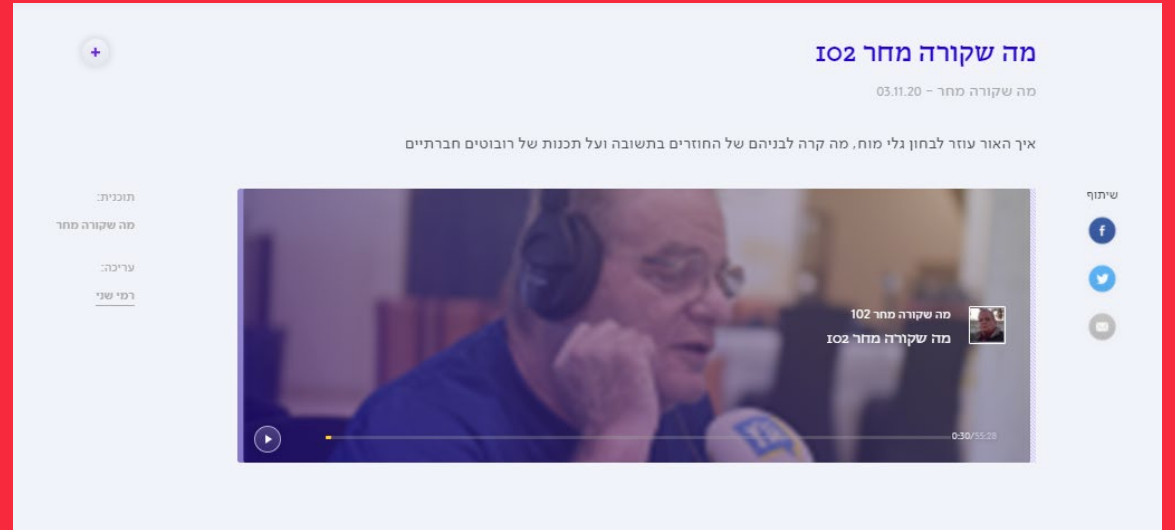 מה שקורה מחר 102
מה שקורה מחר - 03.11.20
איך האור עוזר לבחון גלי מוח, מה קרה לבניהם של החוזרים בתשובה ועל תכנות של רובוטים חברתיים
שיתוף
מה שקורה מחר 102
מה שקורה מחר 102
0:30/55:28
תוכנית:
מה שקורה מחר
עריכה:
רמי שני